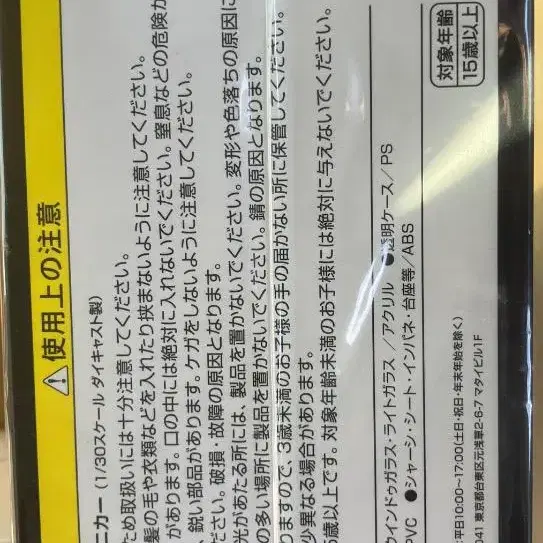 ⚠使用上の注意
ニカー(1/30スケール ダイキャスト製)
ため取扱いには十分注意してください。
髪の毛や衣類などを入れたり挟まないように注意してください。
があります。口の中には絶対に入れないでください。窒息などの危険が
、鋭い部品があります。ケガをしないように注意してください。
ださい。破損・故障の原因となります。
光があたる所には、製品を置かないでください。変形や色落ちの原因に
の多い場所に製品を置かないでください。錆の原因となります。
りますので、3歳未満のお子様の手の届かない所に保管してください。
少異なる場合があります。
5歳以上です。対象年齢未満のお子様には絶対に与えないでください。
対象年齢
15歳以上
ウインドゥガラス・ライトガラス/アクリル ●透明ケース/PS
PVC ●シャーシ・シート・インパネ・台座等/ABS
:平日10:00〜17:00(土日・祝日・年末年始を除く)
041 東京都台東区元浅草2-6-7 マタイビル1F